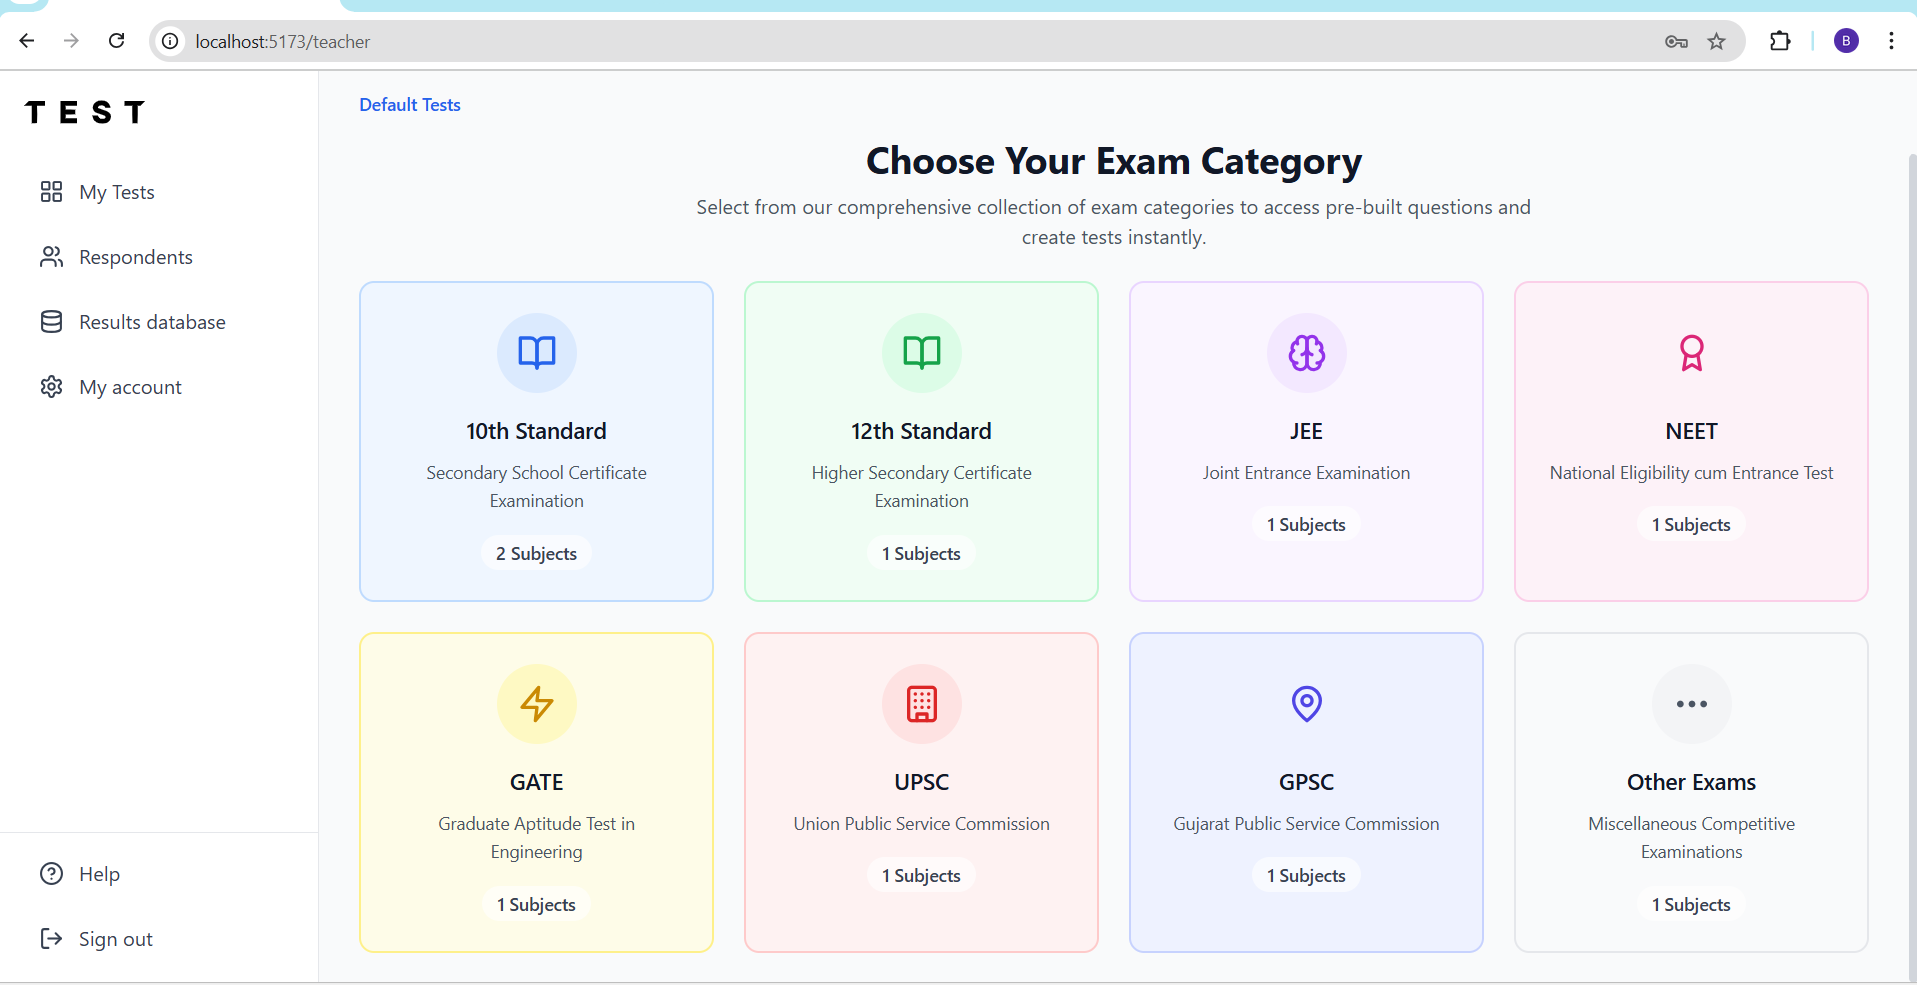 localhost:5173/teacher
B
TEST
My Tests
Respondents
Results database
My account
Help
Sign out
Default Tests
Choose Your Exam Category
Select from our comprehensive collection of exam categories to access pre-built questions and
create tests instantly.
10th Standard
Secondary School Certificate
Examination
2 Subjects
12th Standard
Higher Secondary Certificate
Examination
1 Subjects
JEE
Joint Entrance Examination
1 Subjects
NEET
National Eligibility cum Entrance Test
1 Subjects
GATE
Graduate Aptitude Test in
Engineering
1 Subjects
UPSC
Union Public Service Commission
1 Subjects
GPSC
Gujarat Public Service Commission
1 Subjects
Other Exams
Miscellaneous Competitive
Examinations
1 Subjects